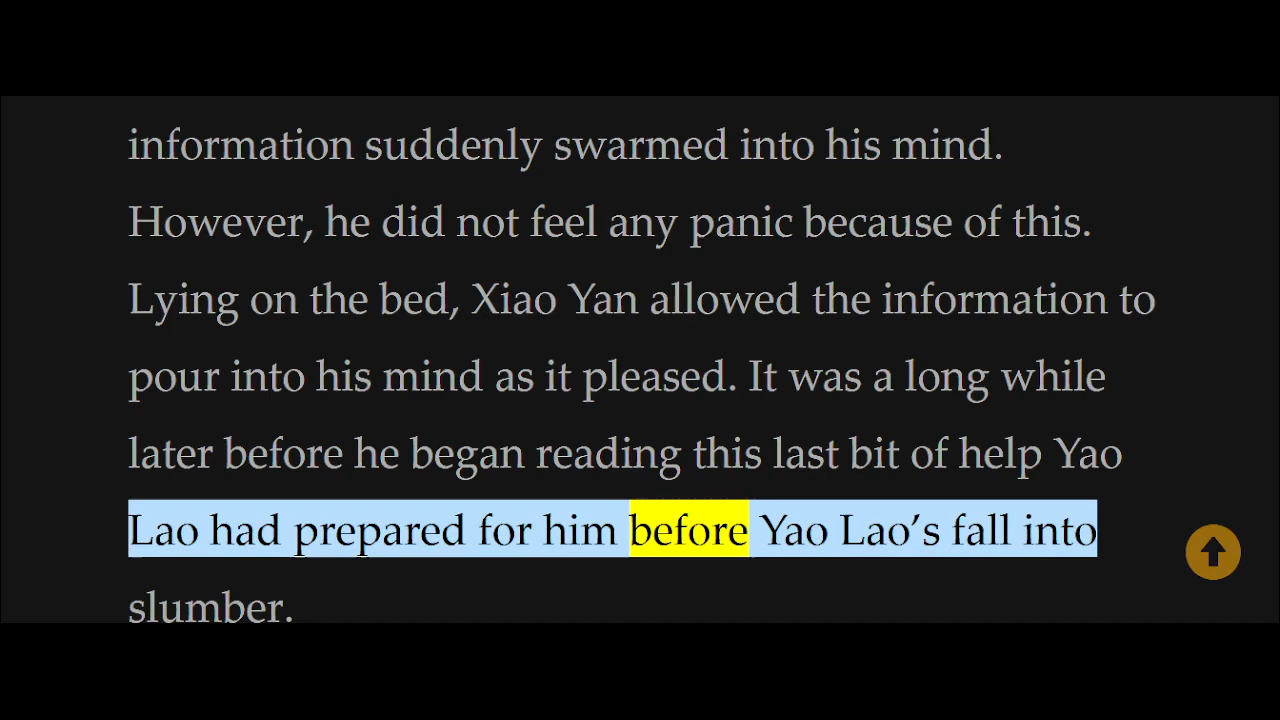 information suddenly swarmed into his mind.
However, he did not feel any panic because of this.
Lying on the bed, Xiao Yan allowed the information to
pour into his mind as it pleased. It was a long while
later before he began reading this last bit of help Yao
Lao had prepared for him before Yao Lao’s fall into
slumber.